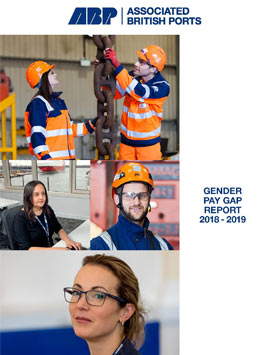 ABP ASSOCIATED
BRITISH PORTS
GENDER
PAY GAP
REPORT
2018 - 2019